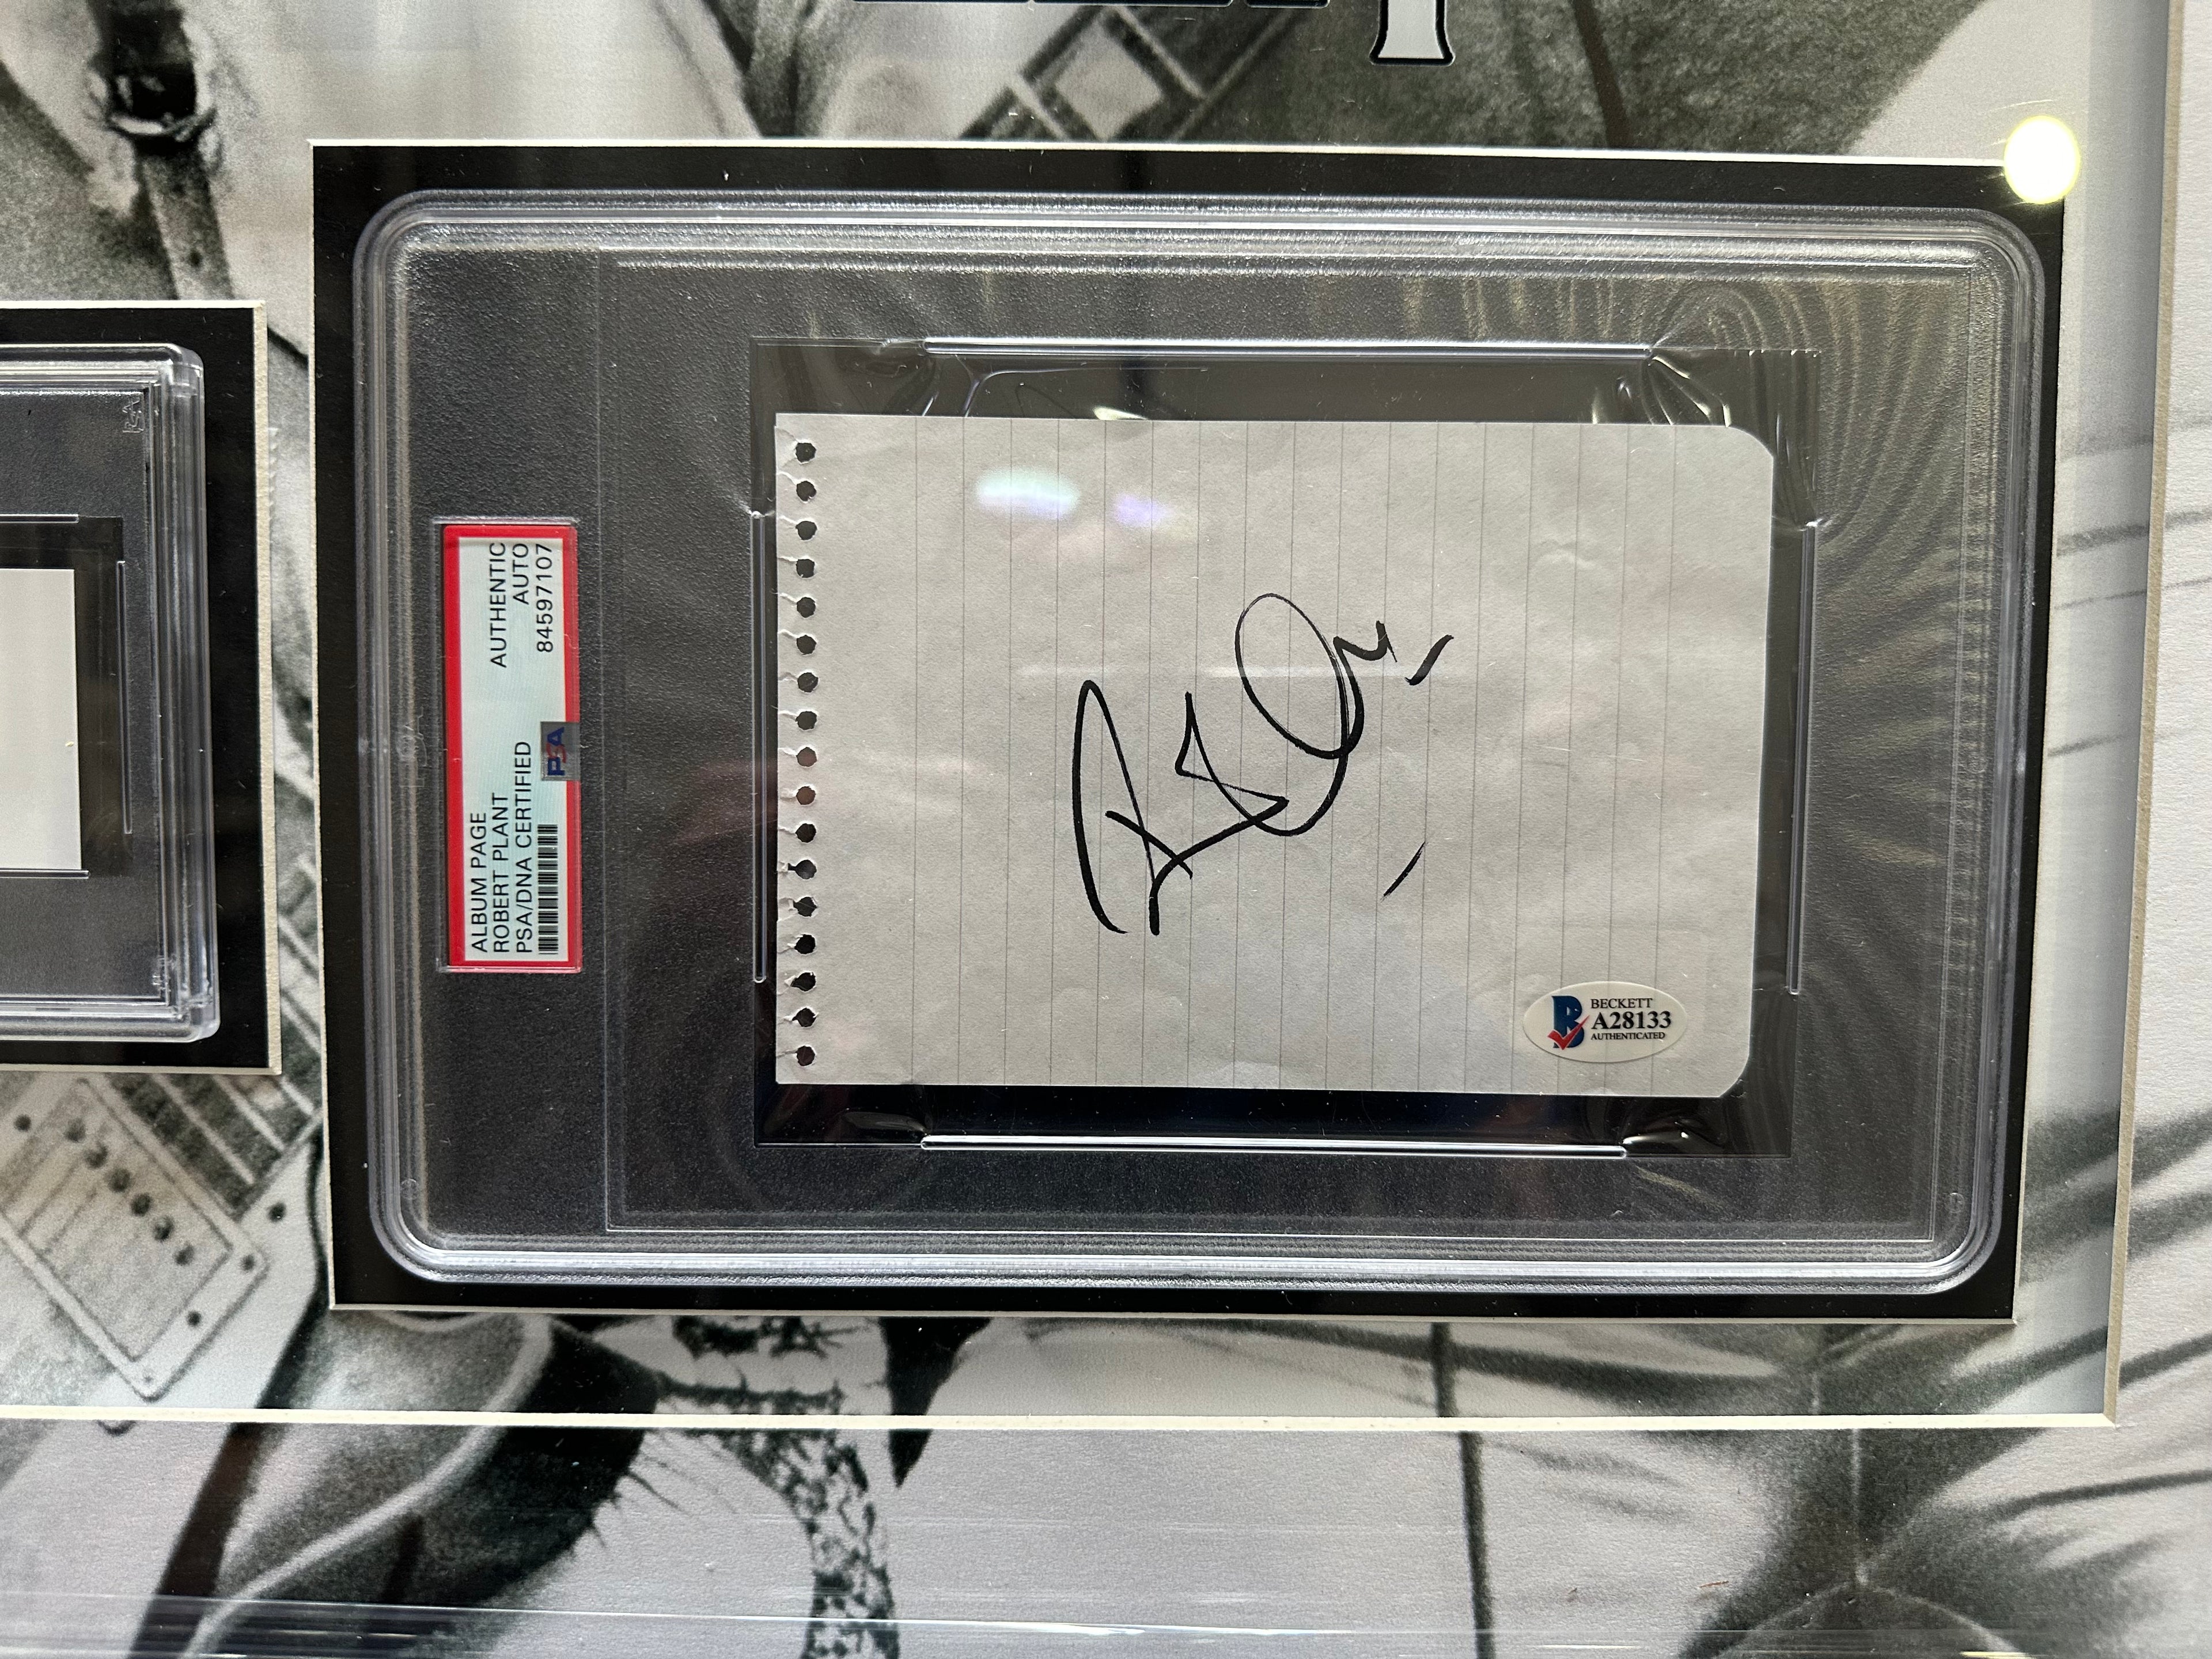 ALBUM PAGE
ROBERT PLANT
PSA/DNA CERTIFIED
AUTHENTIC
AUTO
84597107
PSA
BECKETT
A28133
AUTHENTICATED